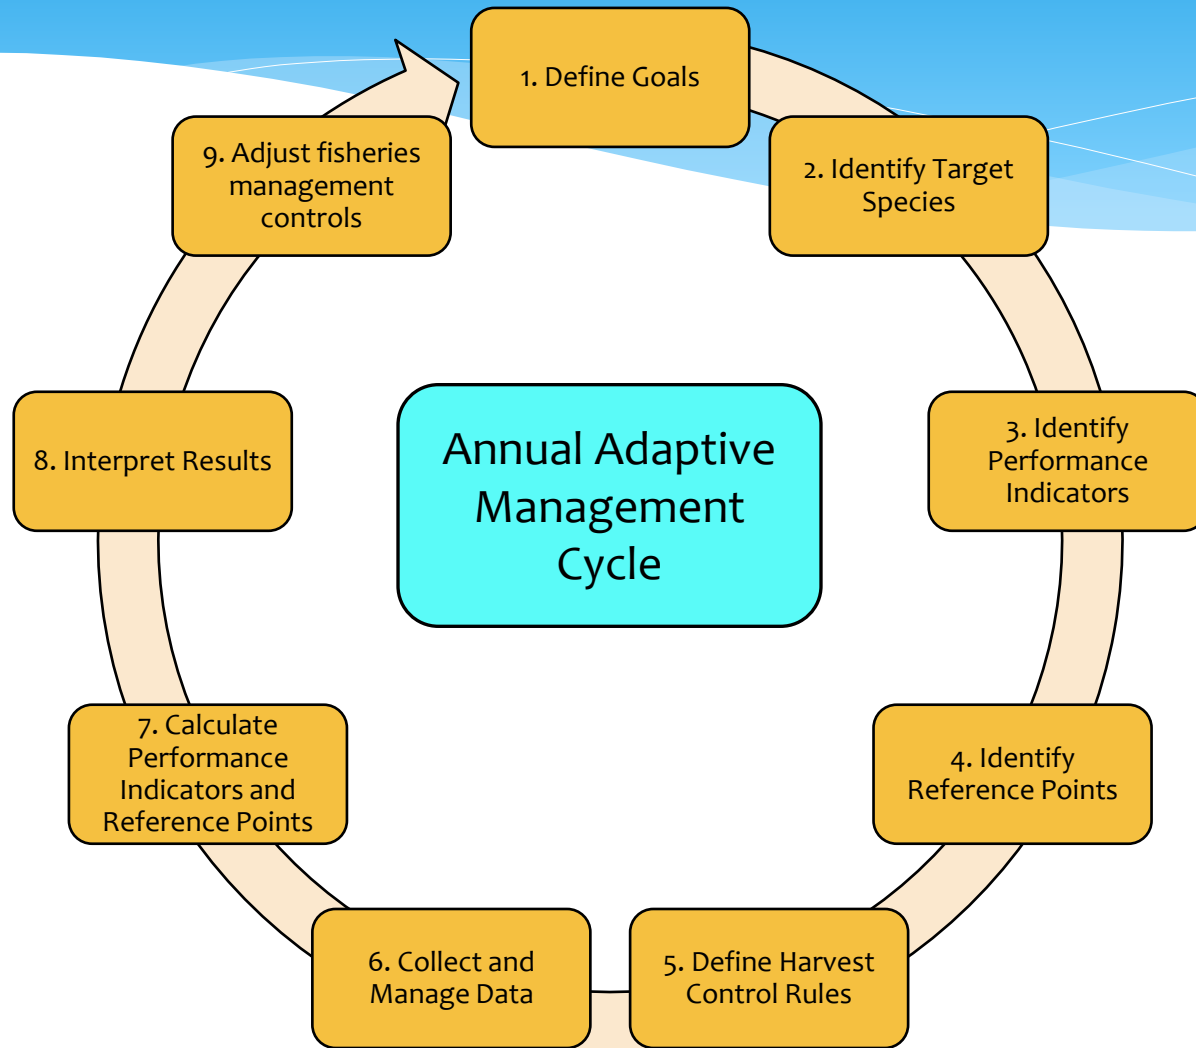 1. Define Goals
2. Identify Target
Species
3. Identify
Performance
Indicators
4. Identify
Reference Points
5. Define Harvest
Control Rules
6. Collect and
Manage Data
7. Calculate
Performance
Indicators and
Reference Points
8. Interpret Results
9. Adjust fisheries
management
controls
Annual Adaptive
Management
Cycle